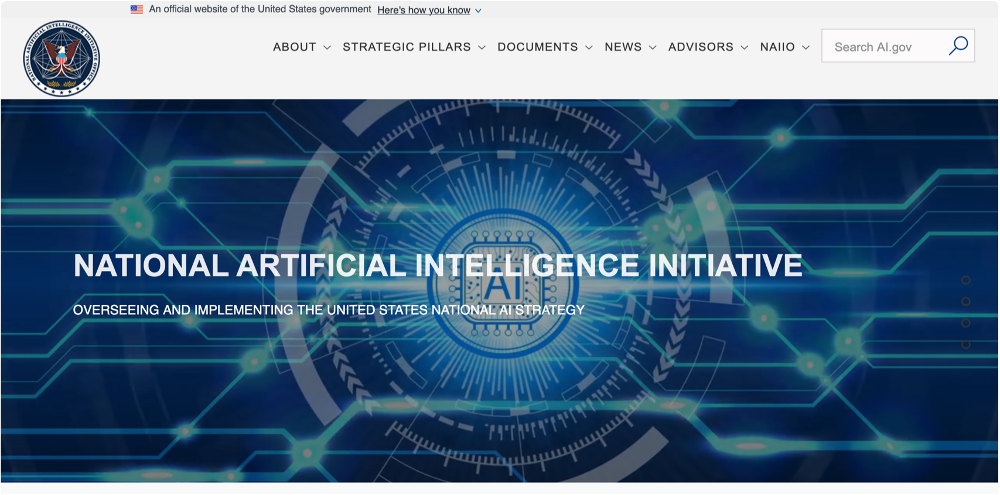 An official website of the United States government Here's how you know
NATIONAL ARTIFICIAL INTELLIGENCE INITIATIVE OFFICE
ABOUT STRATEGIC PILLARS DOCUMENTS NEWS ADVISORS NAIIO Search AI.gov
AI
NATIONAL ARTIFICIAL INTELLIGENCE INITIATIVE
OVERSEEING AND IMPLEMENTING THE UNITED STATES NATIONAL AI STRATEGY